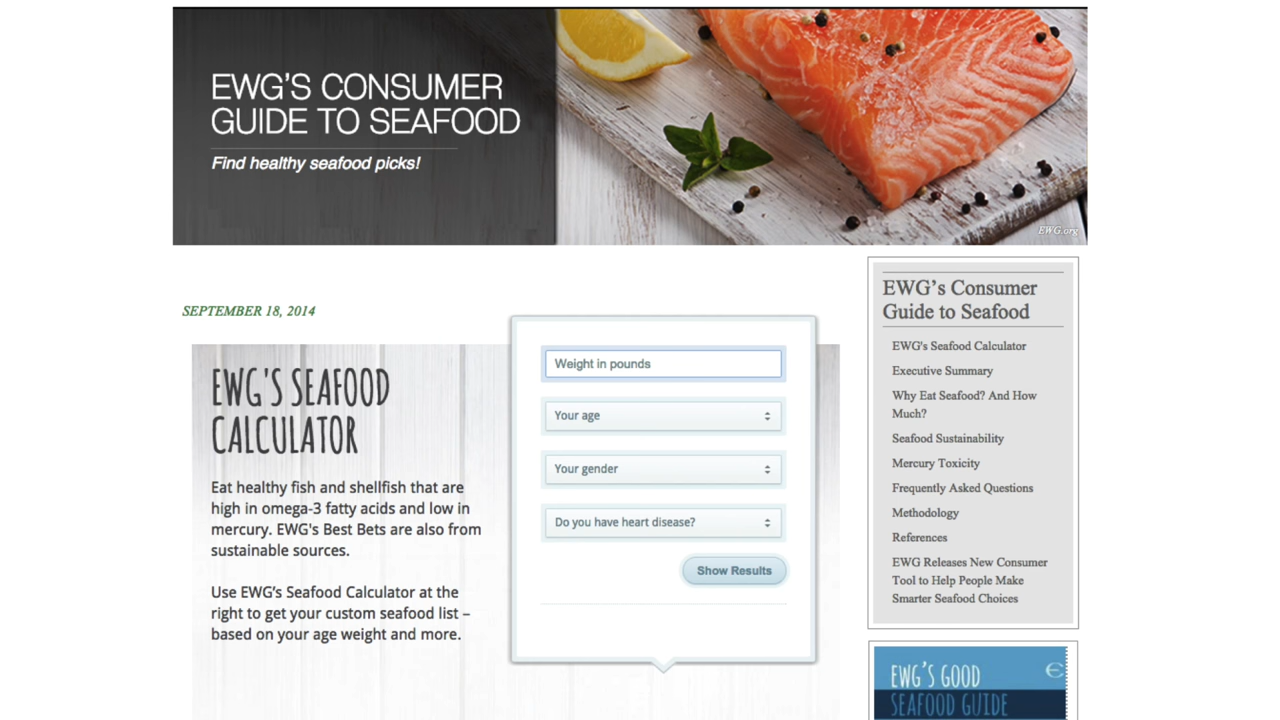 EWG'S CONSUMER
GUIDE TO SEAFOOD
Find healthy seafood picks!
EWG.org
SEPTEMBER 18, 2014
EWG'S SEAFOOD
CALCULATOR
Eat healthy fish and shellfish that are
high in omega-3 fatty acids and low in
mercury. EWG's Best Bets are also from
sustainable sources.
Use EWG's Seafood Calculator at the
right to get your custom seafood list –
based on your age weight and more.
Weight in pounds
Your age
Your gender
Do you have heart disease?
Show Results
EWG's Consumer
Guide to Seafood
EWG's Seafood Calculator
Executive Summary
Why Eat Seafood? And How
Much?
Seafood Sustainability
Mercury Toxicity
Frequently Asked Questions
Methodology
References
EWG Releases New Consumer
Tool to Help People Make
Smarter Seafood Choices
EWG'S GOOD
SEAFOOD GUIDE